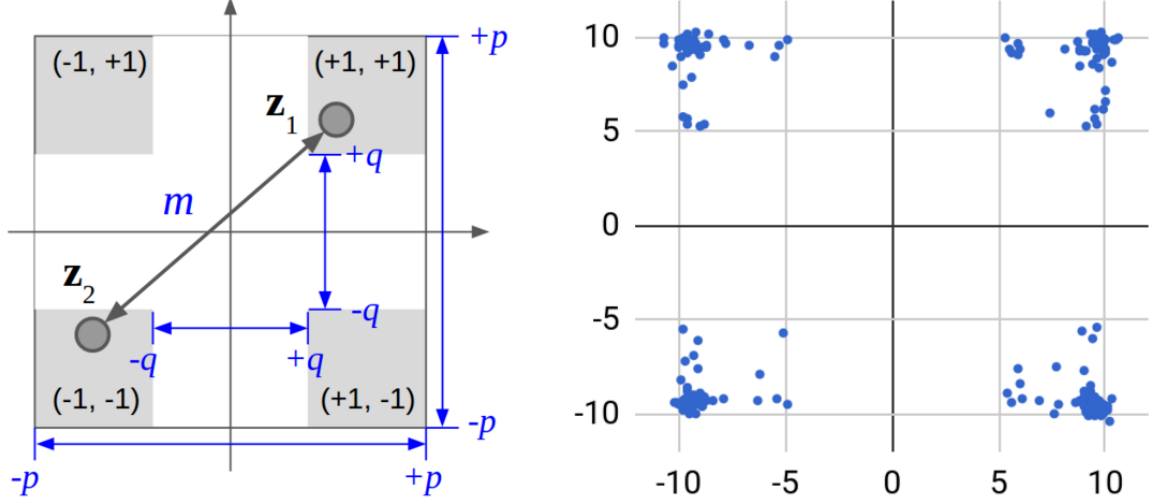 +p
(-1, +1)
(+1, +1)
z1
+q
m
z2
-q
-q
+q
(-1, -1)
(+1, -1)
-p
-p
+p
10
5
0
-5
-10
-10
-5
0
5
10